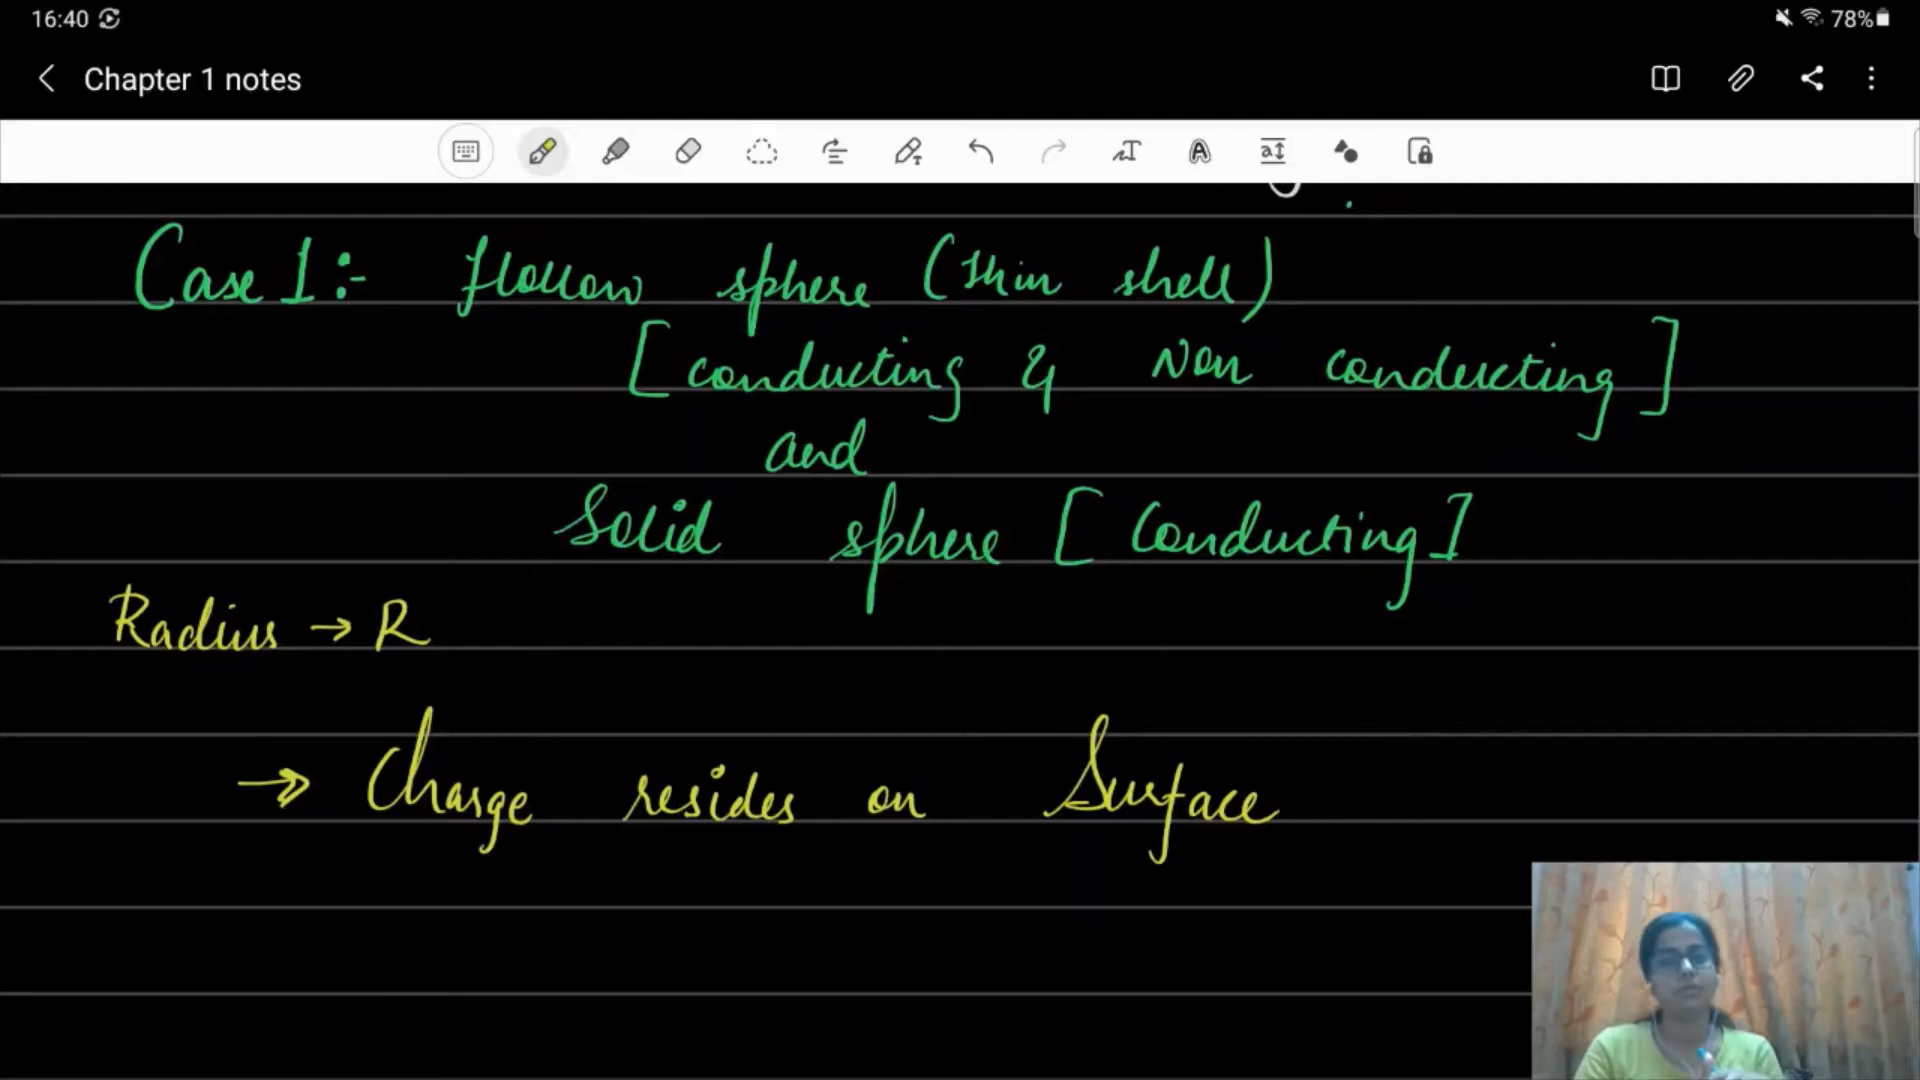 16:40
78%
Chapter 1 notes
Case I:- Hollow sphere (thin shell)
[conducting & Non conducting]
and
Solid sphere [Conducting]
Radius → R
→ Charge resides on Surface